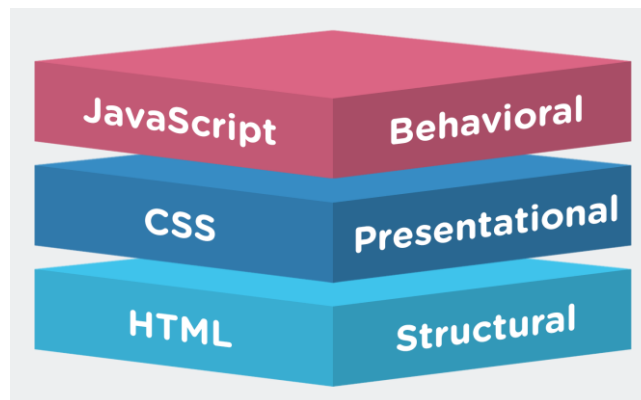 JavaScript
Behavioral
CSS
Presentational
HTML
Structural